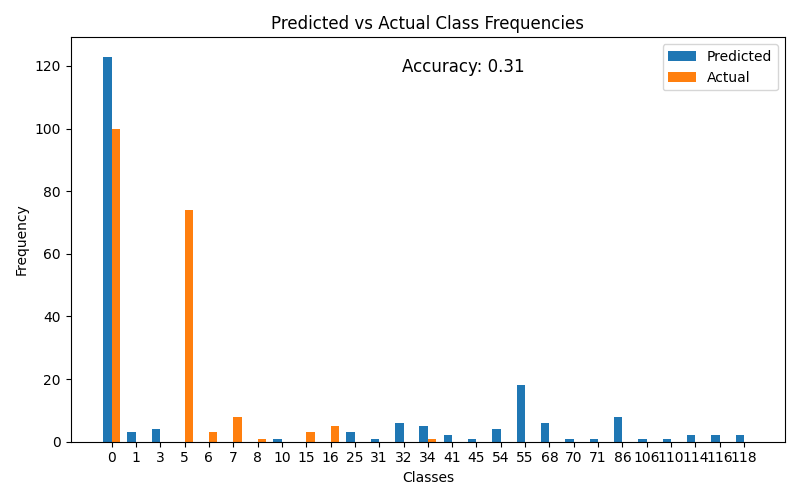 Predicted vs Actual Class Frequencies
Accuracy: 0.31
Predicted
Actual
120
100
80
60
40
20
0
Frequency
0 1 3 5 6 7 8 10 15 16 25 31 32 34 41 45 54 55 68 70 71 86 106 110 114 116 118
Classes